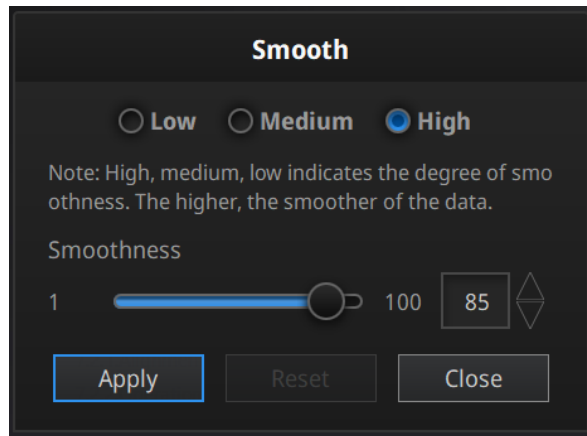 Smooth
Low Medium High
Note: High, medium, low indicates the degree of smo
othness. The higher, the smoother of the data.
Smoothness
1 100 85
Apply Reset Close